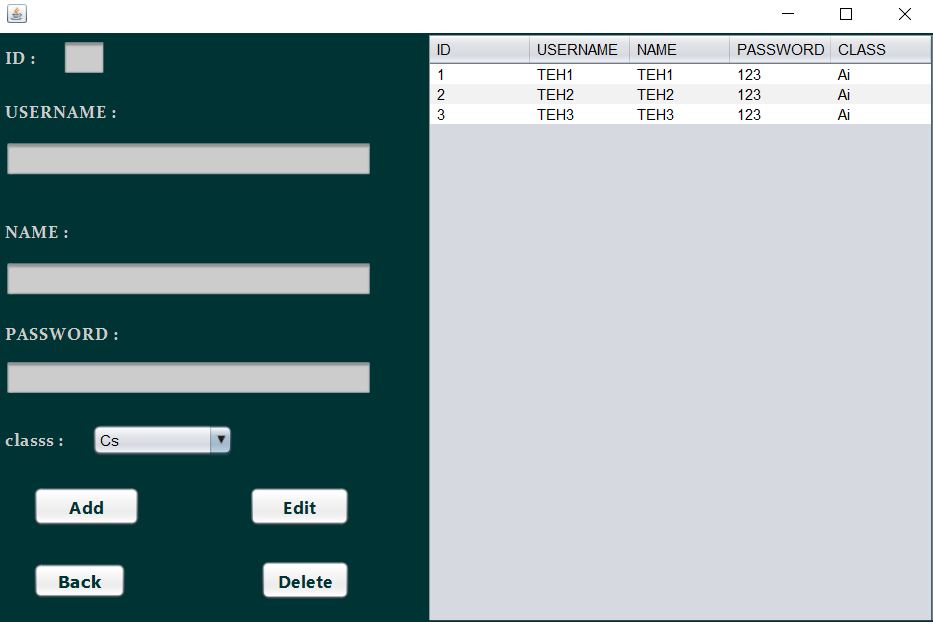 ID :
USERNAME :
NAME :
PASSWORD :
classs :
Cs
Add
Edit
Back
Delete
ID USERNAME NAME PASSWORD CLASS
1 TEH1 TEH1 123 Ai
2 TEH2 TEH2 123 Ai
3 TEH3 TEH3 123 Ai